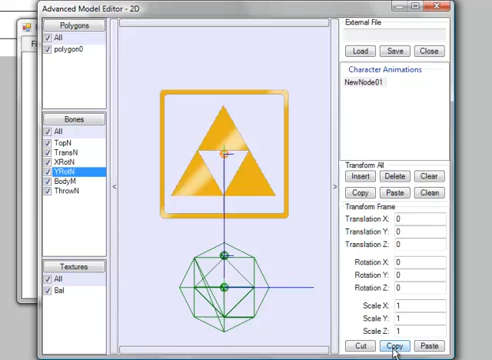 Advanced Model Editor - 2D
Polygons
All
polygon0
Bones
All
TopN
TransN
XRotN
YRotN
BodyM
ThrowN
Textures
All
Bal
<
>
External File
Load Save Close
Character Animations
NewNode01
Transform All
Insert Delete Clear
Copy Paste Clean
Transform Frame
Translation X: 0
Translation Y: 0
Translation Z: 0
Rotation X: 0
Rotation Y: 0
Rotation Z: 0
Scale X: 1
Scale Y: 1
Scale Z: 1
Cut Copy Paste